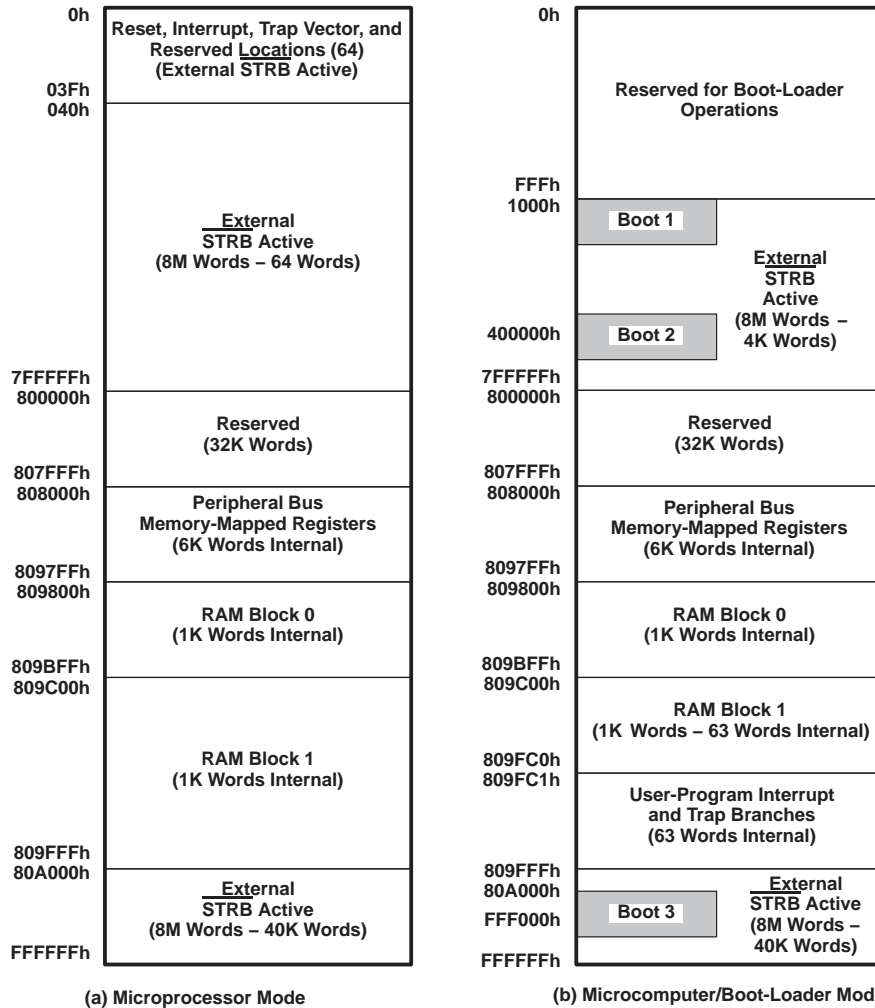 0h
Reset, Interrupt, Trap Vector, and
Reserved Locations (64)
(External STRB Active)
03Fh
040h
External
STRB Active
(8M Words – 64 Words)
7FFFFFh
800000h
Reserved
(32K Words)
807FFFh
808000h
Peripheral Bus
Memory-Mapped Registers
(6K Words Internal)
8097FFh
809800h
RAM Block 0
(1K Words Internal)
809BFFh
809C00h
RAM Block 1
(1K Words Internal)
809FFFh
80A000h
External
STRB Active
(8M Words – 40K Words)
FFFFFFh
(a) Microprocessor Mode
0h
Reserved for Boot-Loader
Operations
FFFh
1000h
Boot 1
External
STRB
Active
(8M Words –
4K Words)
400000h
Boot 2
7FFFFFh
800000h
Reserved
(32K Words)
807FFFh
808000h
Peripheral Bus
Memory-Mapped Registers
(6K Words Internal)
8097FFh
809800h
RAM Block 0
(1K Words Internal)
809BFFh
809C00h
RAM Block 1
(1K Words – 63 Words Internal)
809FC0h
809FC1h
User-Program Interrupt
and Trap Branches
(63 Words Internal)
809FFFh
80A000h
Boot 3
FFF000h
External
STRB Active
(8M Words –
40K Words)
FFFFFFh
(b) Microcomputer/Boot-Loader Mod